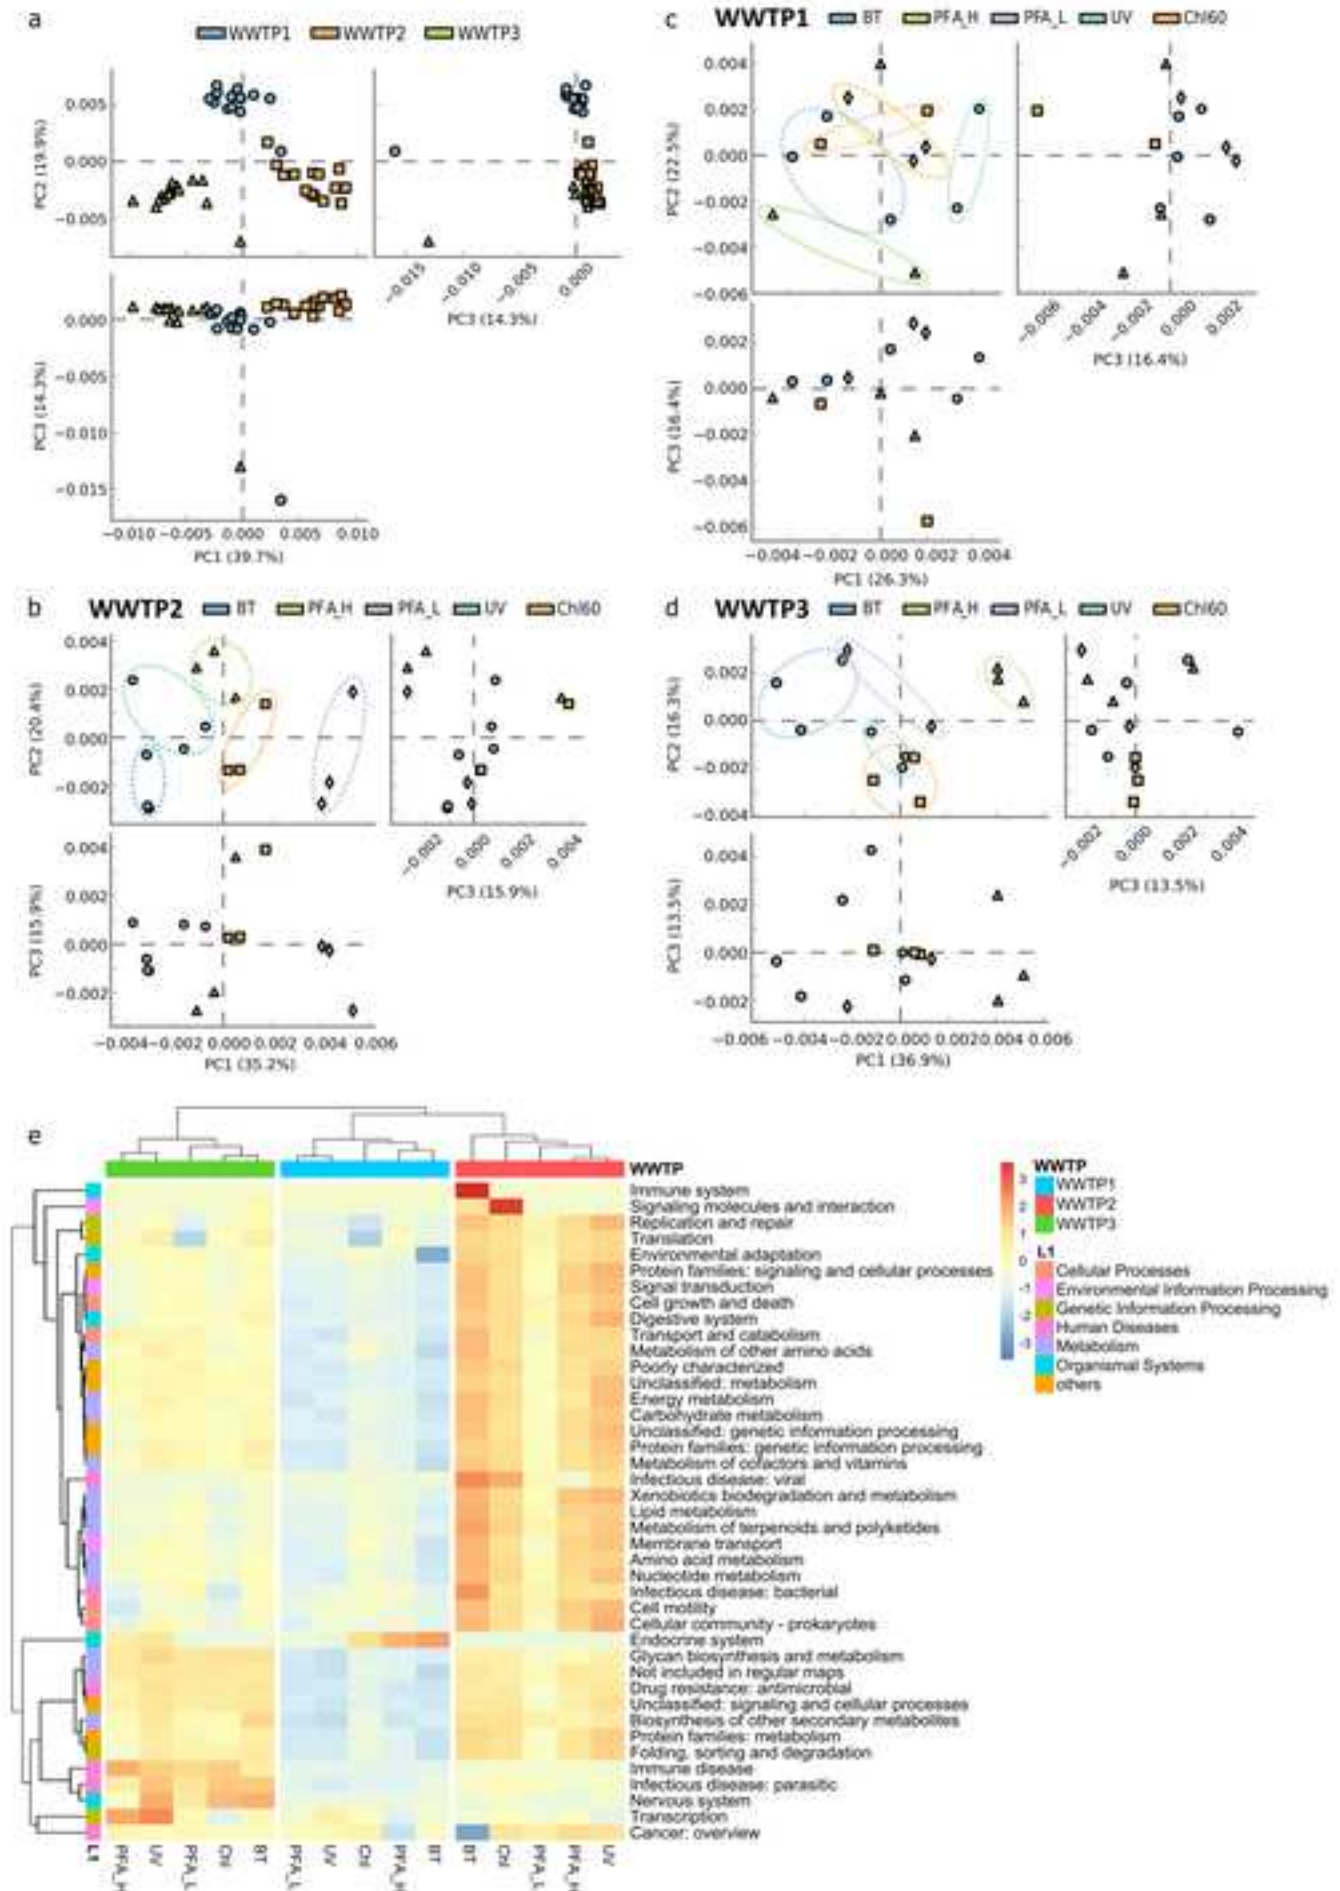 a
WWTP1 WWTP2 WWTP3
0.005
0.000
−0.005
PC2 (19.9%)
−0.015 −0.010 −0.005 0.000
PC3 (14.3%)
0.000
−0.005
−0.010
−0.015
PC3 (14.3%)
−0.010 −0.005 0.000 0.005 0.010
PC1 (39.7%)
c WWTP1 BT PFA_H PFA_L UV Chl60
0.004
0.002
0.000
−0.002
−0.004
−0.006
PC2 (22.5%)
−0.006 −0.004 −0.002 0.000 0.002
PC3 (16.4%)
0.002
0.000
−0.002
−0.004
−0.006
PC3 (16.4%)
−0.004 −0.002 0.000 0.002 0.004
PC1 (26.3%)
b WWTP2 BT PFA_H PFA_L UV Chl60
0.004
0.002
0.000
−0.002
PC2 (20.4%)
−0.002 0.000 0.002 0.004
PC3 (15.9%)
0.004
0.002
0.000
−0.002
PC3 (15.9%)
−0.004 −0.002 0.000 0.002 0.004 0.006
PC1 (35.2%)
d WWTP3 BT PFA_H PFA_L UV Chl60
0.002
0.000
−0.002
−0.004
PC2 (16.3%)
−0.002 0.000 0.002 0.004
PC3 (13.5%)
0.004
0.002
0.000
−0.002
PC3 (13.5%)
−0.006 −0.004 −0.002 0.000 0.002 0.004 0.006
PC1 (36.9%)
e
WWTP
Immune system
Signaling molecules and interaction
Replication and repair
Translation
Environmental adaptation
Protein families: signaling and cellular processes
Signal transduction
Cell growth and death
Digestive system
Transport and catabolism
Metabolism of other amino acids
Poorly characterized
Unclassified: metabolism
Energy metabolism
Carbohydrate metabolism
Unclassified: genetic information processing
Protein families: genetic information processing
Metabolism of cofactors and vitamins
Infectious disease: viral
Xenobiotics biodegradation and metabolism
Lipid metabolism
Metabolism of terpenoids and polyketides
Membrane transport
Amino acid metabolism
Nucleotide metabolism
Infectious disease: bacterial
Cell motility
Cellular community - prokaryotes
Endocrine system
Glycan biosynthesis and metabolism
Not included in regular maps
Drug resistance: antimicrobial
Unclassified: signaling and cellular processes
Biosynthesis of other secondary metabolites
Protein families: metabolism
Folding, sorting and degradation
Immune disease
Infectious disease: parasitic
Nervous system
Transcription
Cancer: overview
L1 PFA_H UV PFA_L Chl BT PFA_L UV Chl PFA_H BT BT Chl PFA_L PFA_H UV
3
2
1
0
-1
-2
-3
WWTP
WWTP1
WWTP2
WWTP3
L1
Cellular Processes
Environmental Information Processing
Genetic Information Processing
Human Diseases
Metabolism
Organismal Systems
others